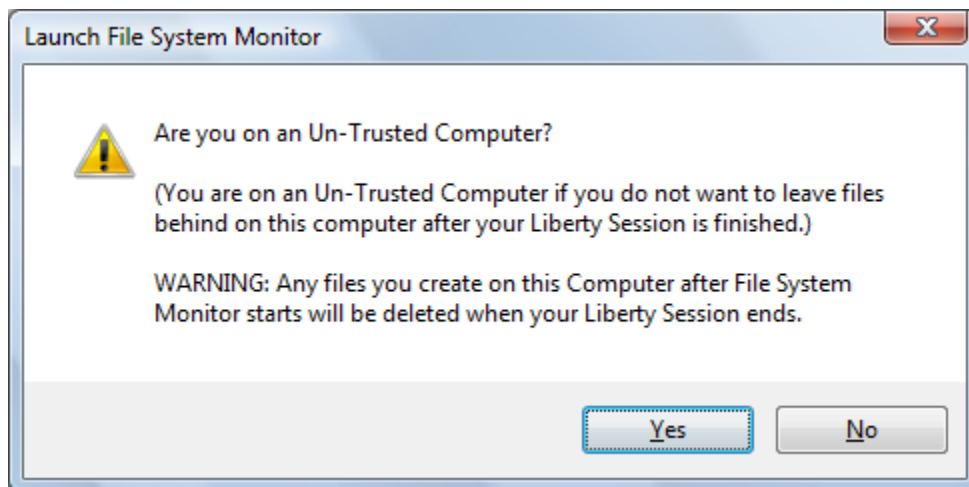 Launch File System Monitor
Are you on an Un-Trusted Computer?
(You are on an Un-Trusted Computer if you do not want to leave files
behind on this computer after your Liberty Session is finished.)
WARNING: Any files you create on this Computer after File System
Monitor starts will be deleted when your Liberty Session ends.
Yes
No